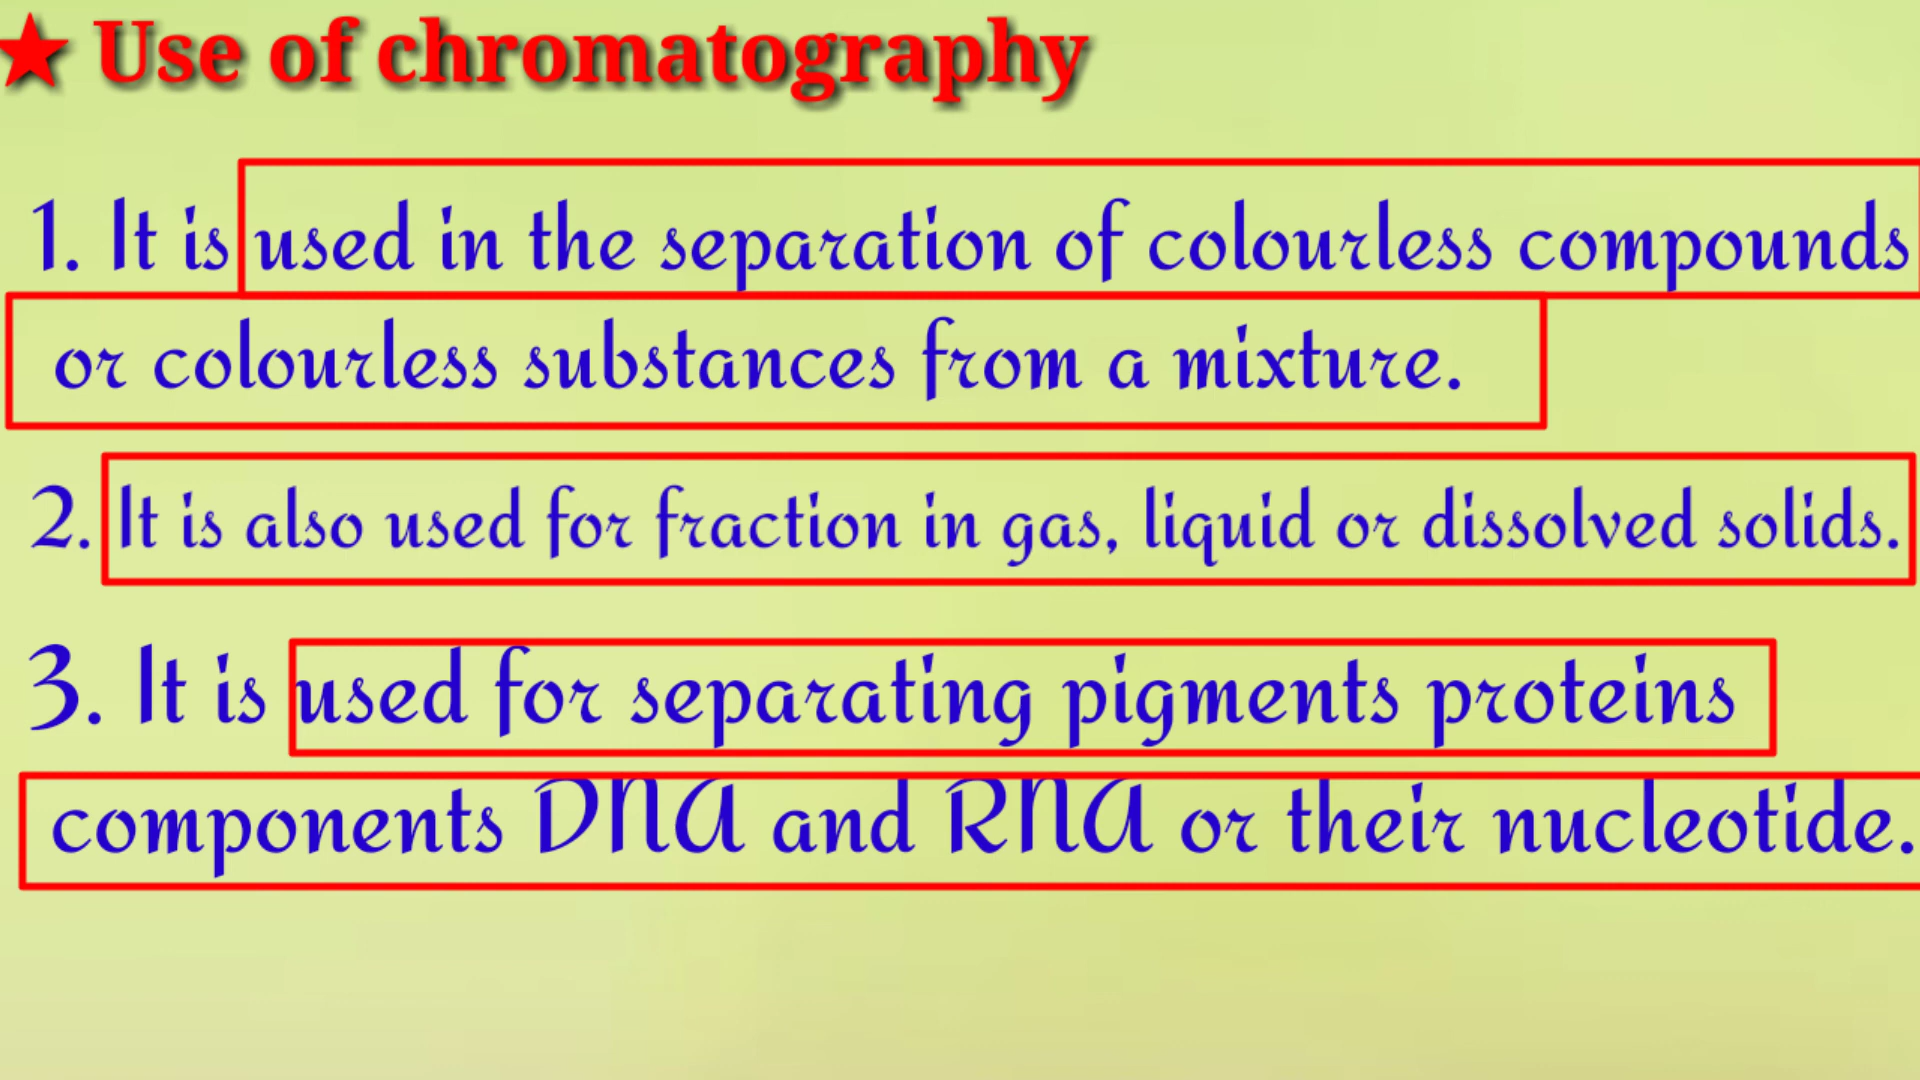 ★ Use of chromatography
1. It is used in the separation of colourless compounds
or colourless substances from a mixture.
2. It is also used for fraction in gas, liquid or dissolved solids.
3. It is used for separating pigments proteins
components DNA and RNA or their nucleotide.